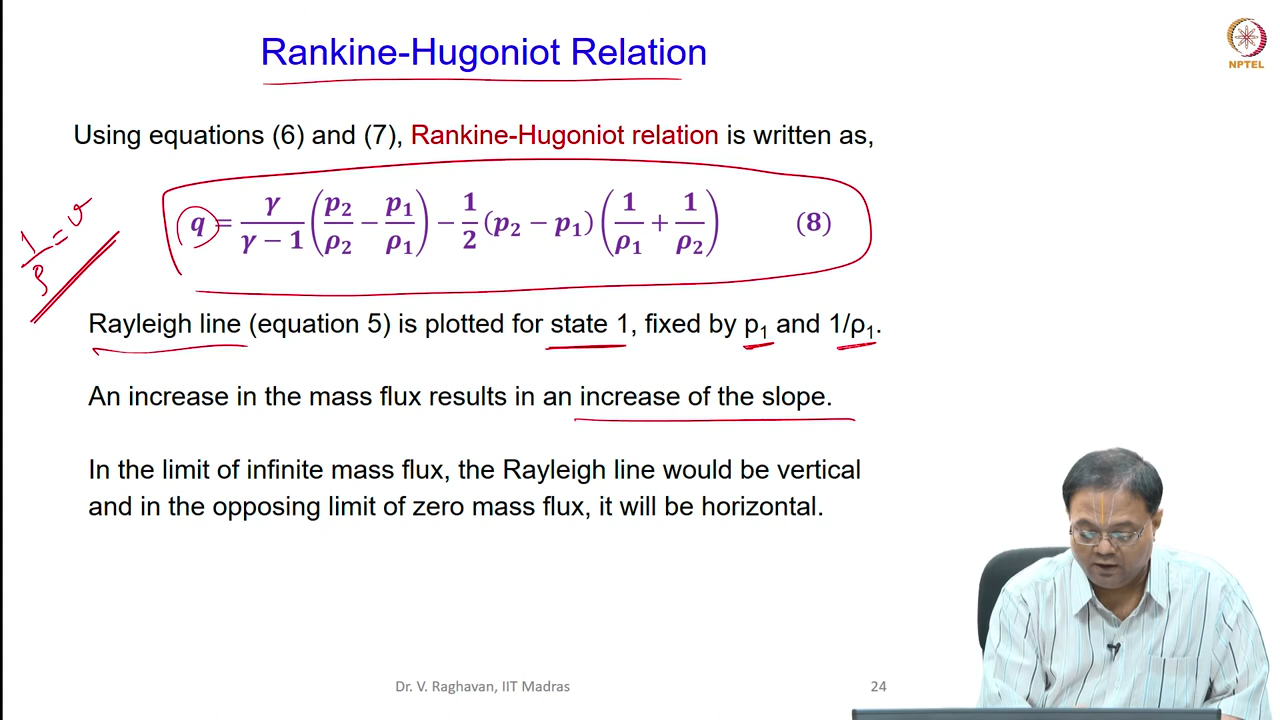 Rankine-Hugoniot Relation
NPTEL
Using equations (6) and (7), Rankine-Hugoniot relation is written as,
q = γ/(γ − 1) (p₂/ρ₂ − p₁/ρ₁) − 1/2 (p₂ − p₁) (1/ρ₁ + 1/ρ₂) (8)
1/ρ = v
Rayleigh line (equation 5) is plotted for state 1, fixed by p₁ and 1/ρ₁.
An increase in the mass flux results in an increase of the slope.
In the limit of infinite mass flux, the Rayleigh line would be vertical
and in the opposing limit of zero mass flux, it will be horizontal.
Dr. V. Raghavan, IIT Madras
24